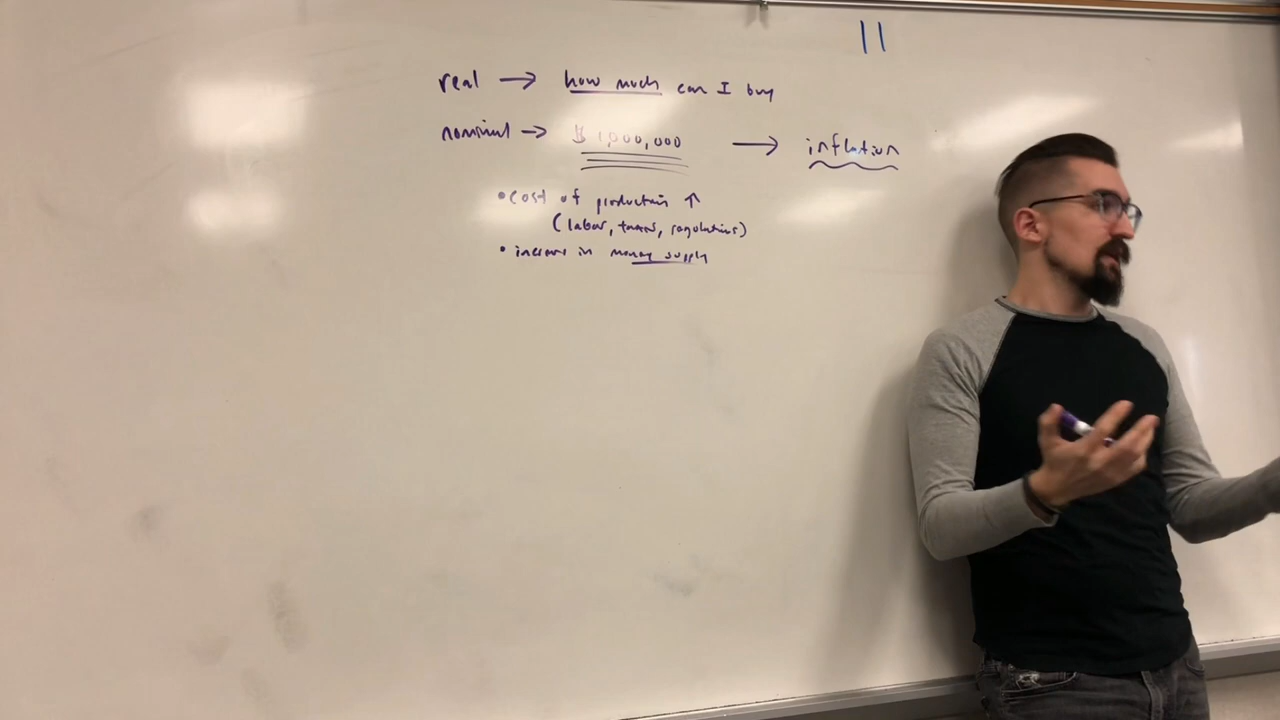 11
real → how much can I buy
nominal → $ 1,000,000 → inflation
• cost of production ↑
(labor, taxes, regulations)
• increase in money supply